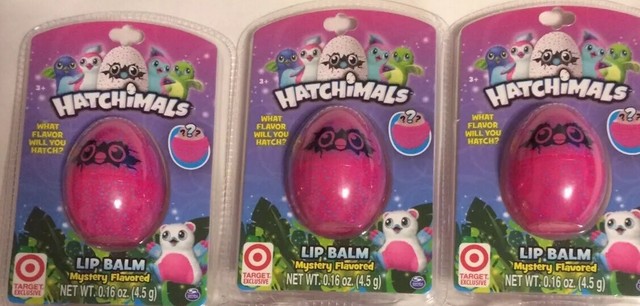 HATCHIMALS
3+
WHAT
FLAVOR
WILL YOU
HATCH?
???
LIP BALM
Mystery Flavored
NET WT. 0.16 oz. (4.5 g)
TARGET
EXCLUSIVE
HATCHIMALS
3+
WHAT
FLAVOR
WILL YOU
HATCH?
???
LIP BALM
Mystery Flavored
NET WT. 0.16 oz. (4.5 g)
TARGET
EXCLUSIVE
HATCHIMALS
3+
WHAT
FLAVOR
WILL YOU
HATCH?
???
LIP BALM
Mystery Flavored
NET WT. 0.16 oz. (4.5 g)
TARGET
EXCLUSIVE